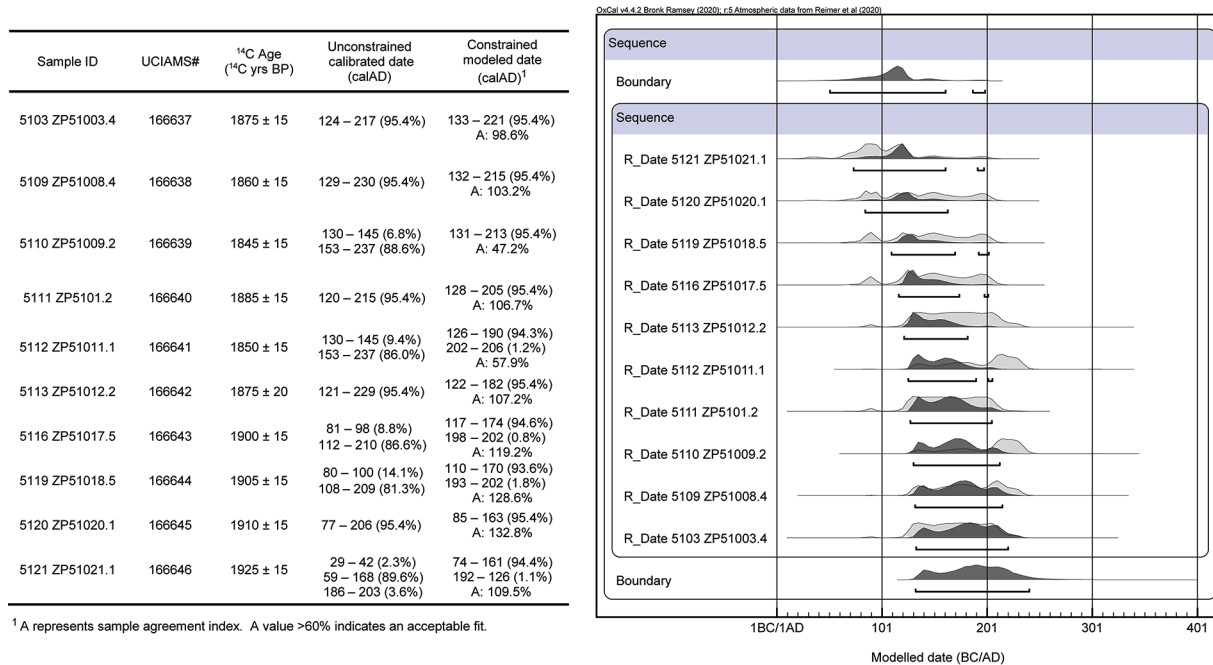 Sample ID UCIAMS# ¹⁴C Age (¹⁴C yrs BP) Unconstrained calibrated date (calAD) Constrained modeled date (calAD)¹
5103 ZP51003.4 166637 1875 ± 15 124 – 217 (95.4%) 133 – 221 (95.4%)
A: 98.6%
5109 ZP51008.4 166638 1860 ± 15 129 – 230 (95.4%) 132 – 215 (95.4%)
A: 103.2%
5110 ZP51009.2 166639 1845 ± 15 130 – 145 (6.8%) 131 – 213 (95.4%)
153 – 237 (88.6%) A: 47.2%
5111 ZP5101.2 166640 1885 ± 15 120 – 215 (95.4%) 128 – 205 (95.4%)
A: 106.7%
5112 ZP51011.1 166641 1850 ± 15 130 – 145 (9.4%) 126 – 190 (94.3%)
153 – 237 (86.0%) 202 – 206 (1.2%)
A: 57.9%
5113 ZP51012.2 166642 1875 ± 20 121 – 229 (95.4%) 122 – 182 (95.4%)
A: 107.2%
5116 ZP51017.5 166643 1900 ± 15 81 – 98 (8.8%) 117 – 174 (94.6%)
112 – 210 (86.6%) 198 – 202 (0.8%)
A: 119.2%
5119 ZP51018.5 166644 1905 ± 15 80 – 100 (14.1%) 110 – 170 (93.6%)
108 – 209 (81.3%) 193 – 202 (1.8%)
A: 128.6%
5120 ZP51020.1 166645 1910 ± 15 77 – 206 (95.4%) 85 – 163 (95.4%)
A: 132.8%
5121 ZP51021.1 166646 1925 ± 15 29 – 42 (2.3%) 74 – 161 (94.4%)
59 – 168 (89.6%) 192 – 126 (1.1%)
186 – 203 (3.6%) A: 109.5%
¹ A represents sample agreement index. A value >60% indicates an acceptable fit.
OxCal v4.4.2 Bronk Ramsey (2020); r:5 Atmospheric data from Reimer et al (2020)
Sequence
Boundary
Sequence
R_Date 5121 ZP51021.1
R_Date 5120 ZP51020.1
R_Date 5119 ZP51018.5
R_Date 5116 ZP51017.5
R_Date 5113 ZP51012.2
R_Date 5112 ZP51011.1
R_Date 5111 ZP5101.2
R_Date 5110 ZP51009.2
R_Date 5109 ZP51008.4
R_Date 5103 ZP51003.4
Boundary
1BC/1AD 101 201 301 401
Modelled date (BC/AD)